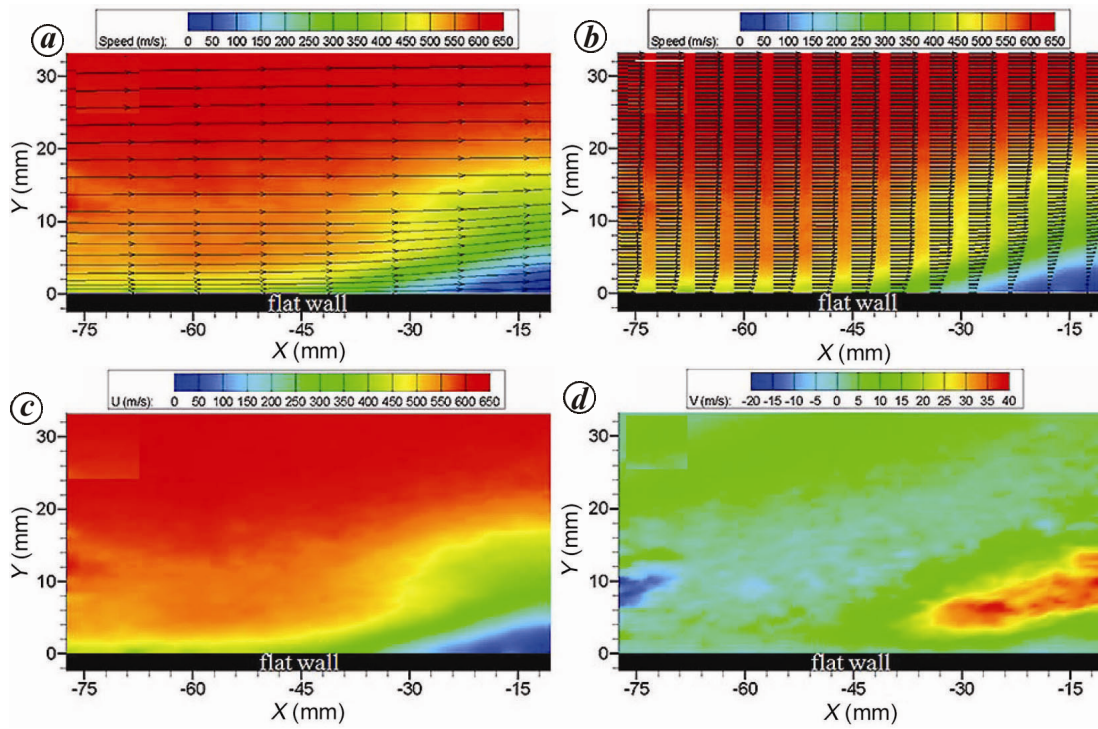 a
Speed (m/s): 0 50 100 150 200 250 300 350 400 450 500 550 600 650
Y (mm)
30
20
10
0
flat wall
-75 -60 -45 -30 -15
X (mm)
b
Speed (m/s): 0 50 100 150 200 250 300 350 400 450 500 550 600 650
Y (mm)
30
20
10
0
flat wall
-75 -60 -45 -30 -15
X (mm)
c
U (m/s): 0 50 100 150 200 250 300 350 400 450 500 550 600 650
Y (mm)
30
20
10
0
flat wall
-75 -60 -45 -30 -15
X (mm)
d
V (m/s): -20 -15 -10 -5 0 5 10 15 20 25 30 35 40
Y (mm)
30
20
10
0
flat wall
-75 -60 -45 -30 -15
X (mm)